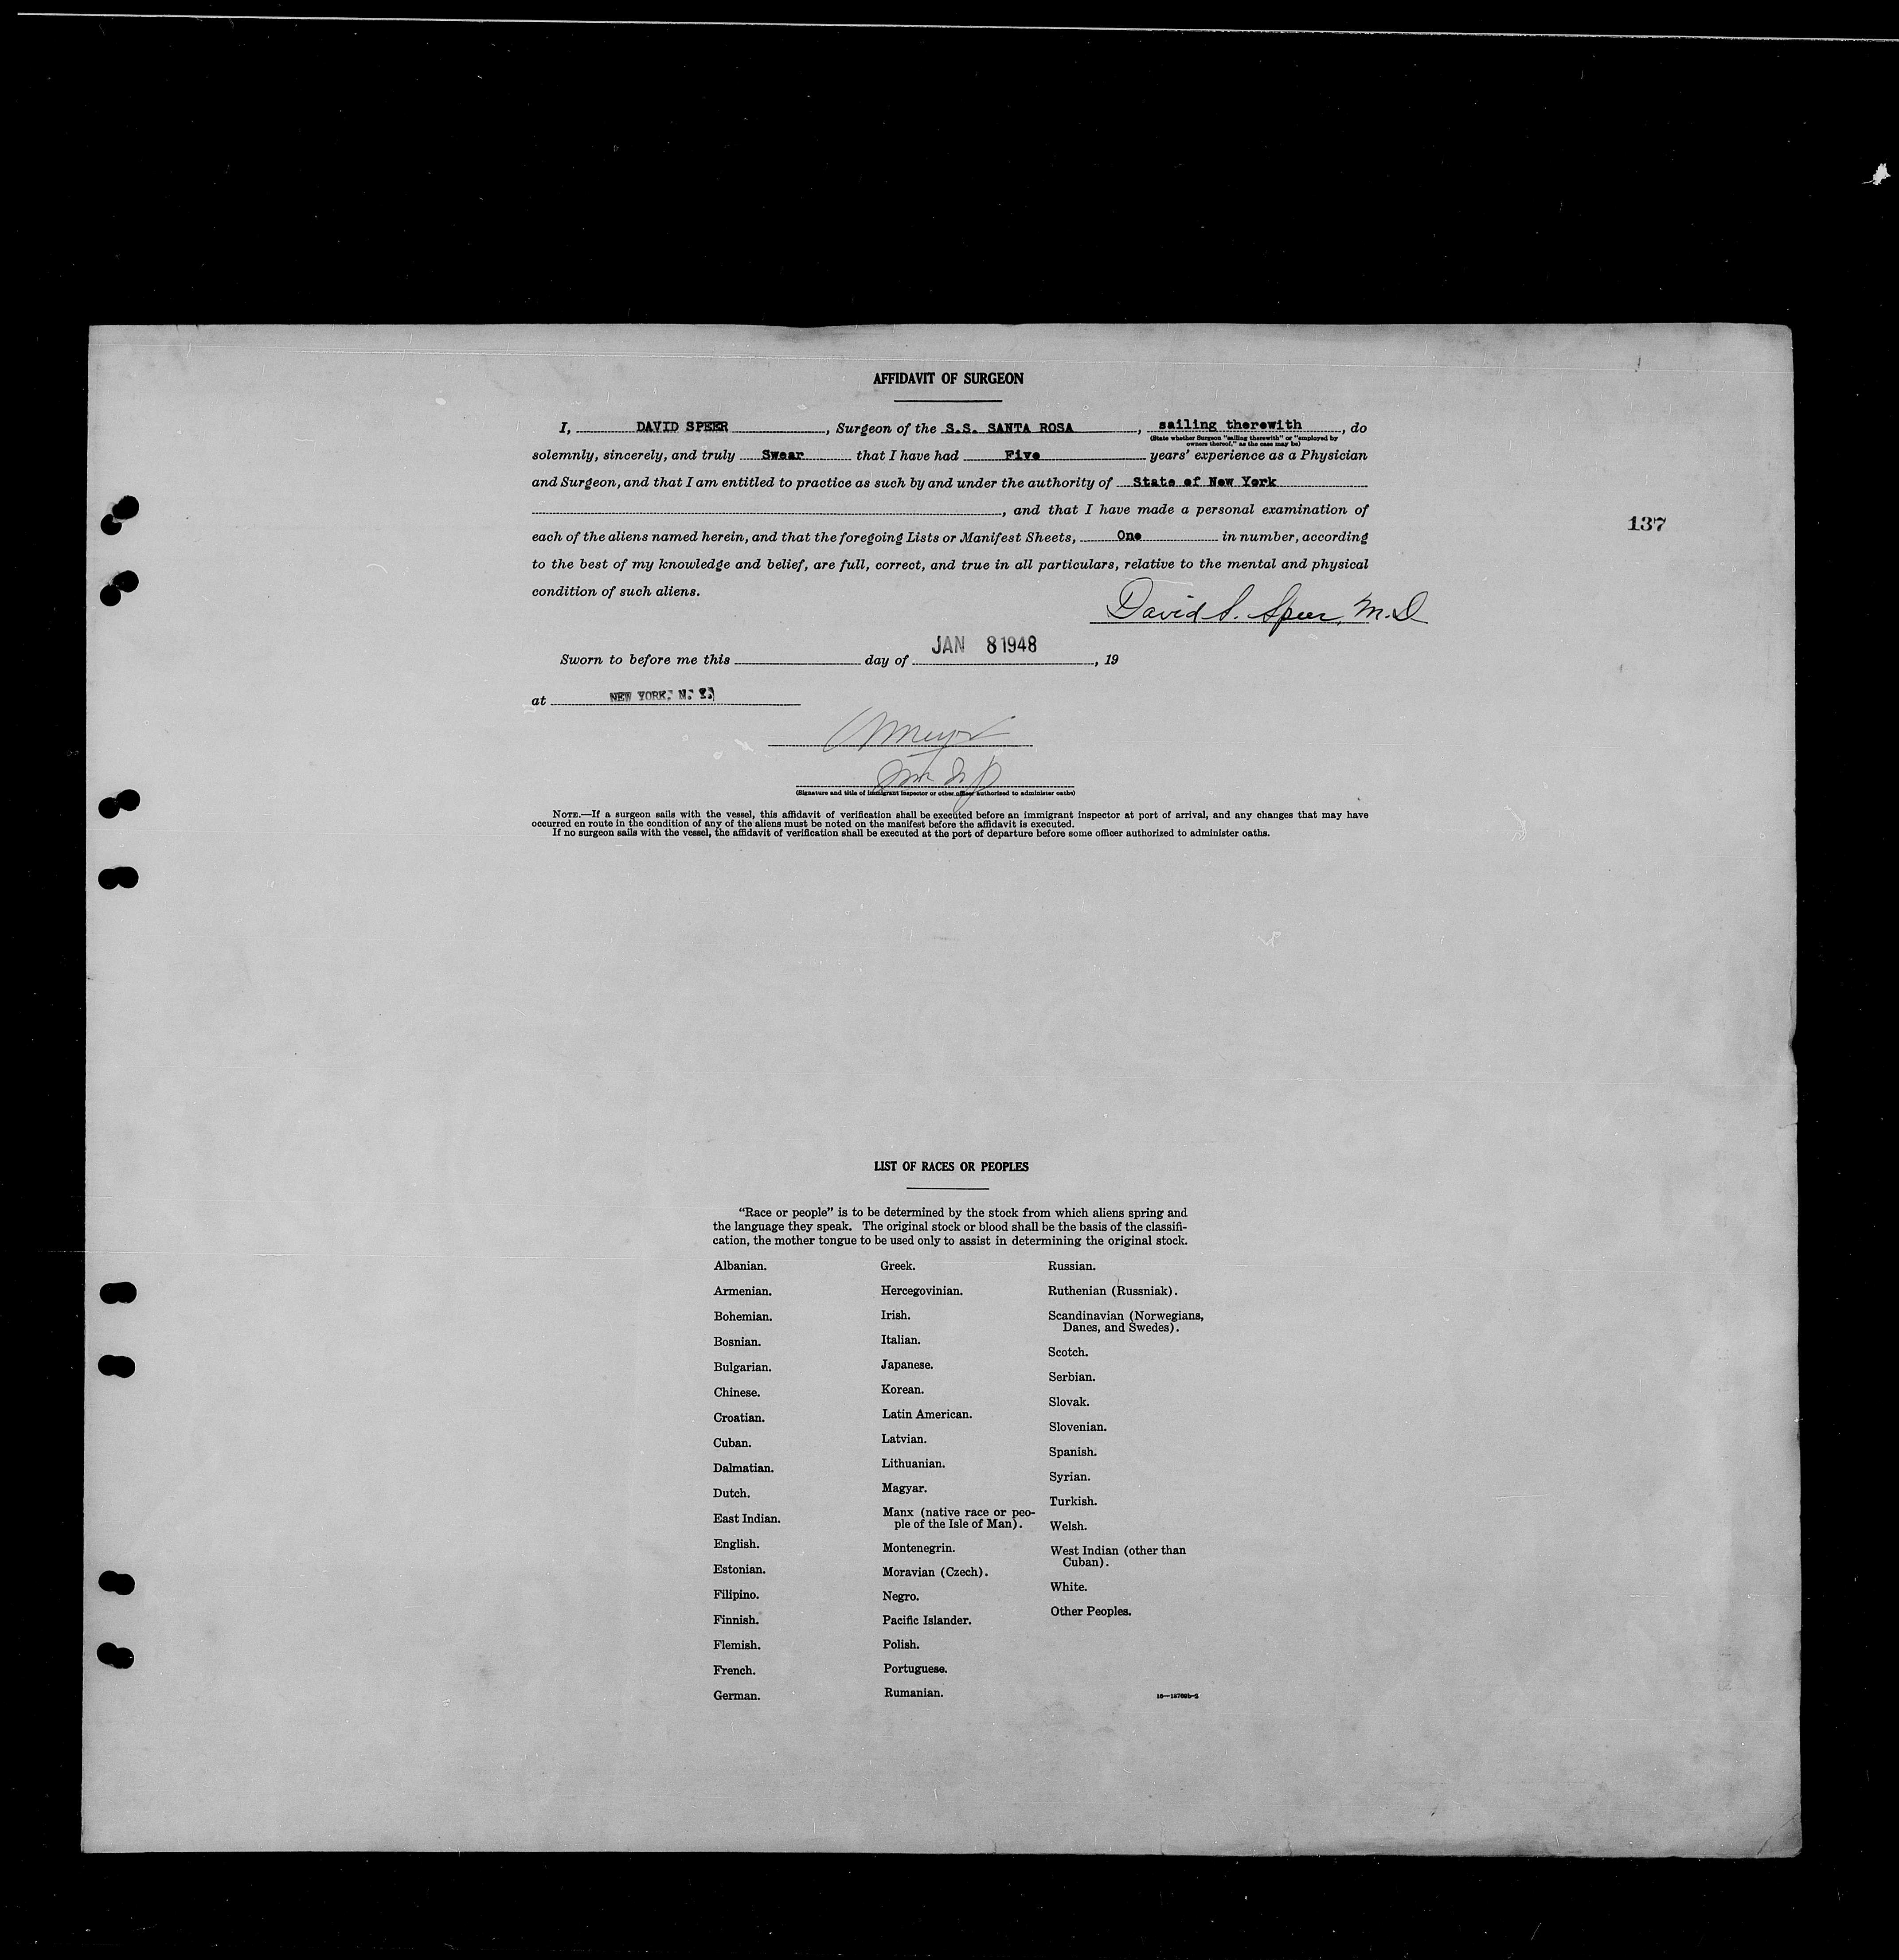 AFFIDAVIT OF SURGEON
I, DAVID SPEER, Surgeon of the S.S. SANTA ROSA, sailing therewith, do
(State whether Surgeon "sailing therewith" or "employed by
owners thereof," as the case may be)
solemnly, sincerely, and truly Swear that I have had Five years' experience as a Physician
and Surgeon, and that I am entitled to practice as such by and under the authority of State of New York
, and that I have made a personal examination of
137
each of the aliens named herein, and that the foregoing Lists or Manifest Sheets, One in number, according
to the best of my knowledge and belief, are full, correct, and true in all particulars, relative to the mental and physical
condition of such aliens.
David S. Speer, M.D
JAN 8 1948
Sworn to before me this day of , 19
at NEW YORK, N. Y.
(Signature and title of immigrant inspector or other officer authorized to administer oaths)
NOTE.—If a surgeon sails with the vessel, this affidavit of verification shall be executed before an immigrant inspector at port of arrival, and any changes that may have
occurred en route in the condition of any of the aliens must be noted on the manifest before the affidavit is executed.
If no surgeon sails with the vessel, the affidavit of verification shall be executed at the port of departure before some officer authorized to administer oaths.
LIST OF RACES OR PEOPLES
"Race or people" is to be determined by the stock from which aliens spring and
the language they speak. The original stock or blood shall be the basis of the classifi-
cation, the mother tongue to be used only to assist in determining the original stock.
Albanian.
Armenian.
Bohemian.
Bosnian.
Bulgarian.
Chinese.
Croatian.
Cuban.
Dalmatian.
Dutch.
East Indian.
English.
Estonian.
Filipino.
Finnish.
Flemish.
French.
German.
Greek.
Hercegovinian.
Irish.
Italian.
Japanese.
Korean.
Latin American.
Latvian.
Lithuanian.
Magyar.
Manx (native race or peo-
ple of the Isle of Man).
Montenegrin.
Moravian (Czech).
Negro.
Pacific Islander.
Polish.
Portuguese.
Rumanian.
Russian.
Ruthenian (Russniak).
Scandinavian (Norwegians,
Danes, and Swedes).
Scotch.
Serbian.
Slovak.
Slovenian.
Spanish.
Syrian.
Turkish.
Welsh.
West Indian (other than
Cuban).
White.
Other Peoples.